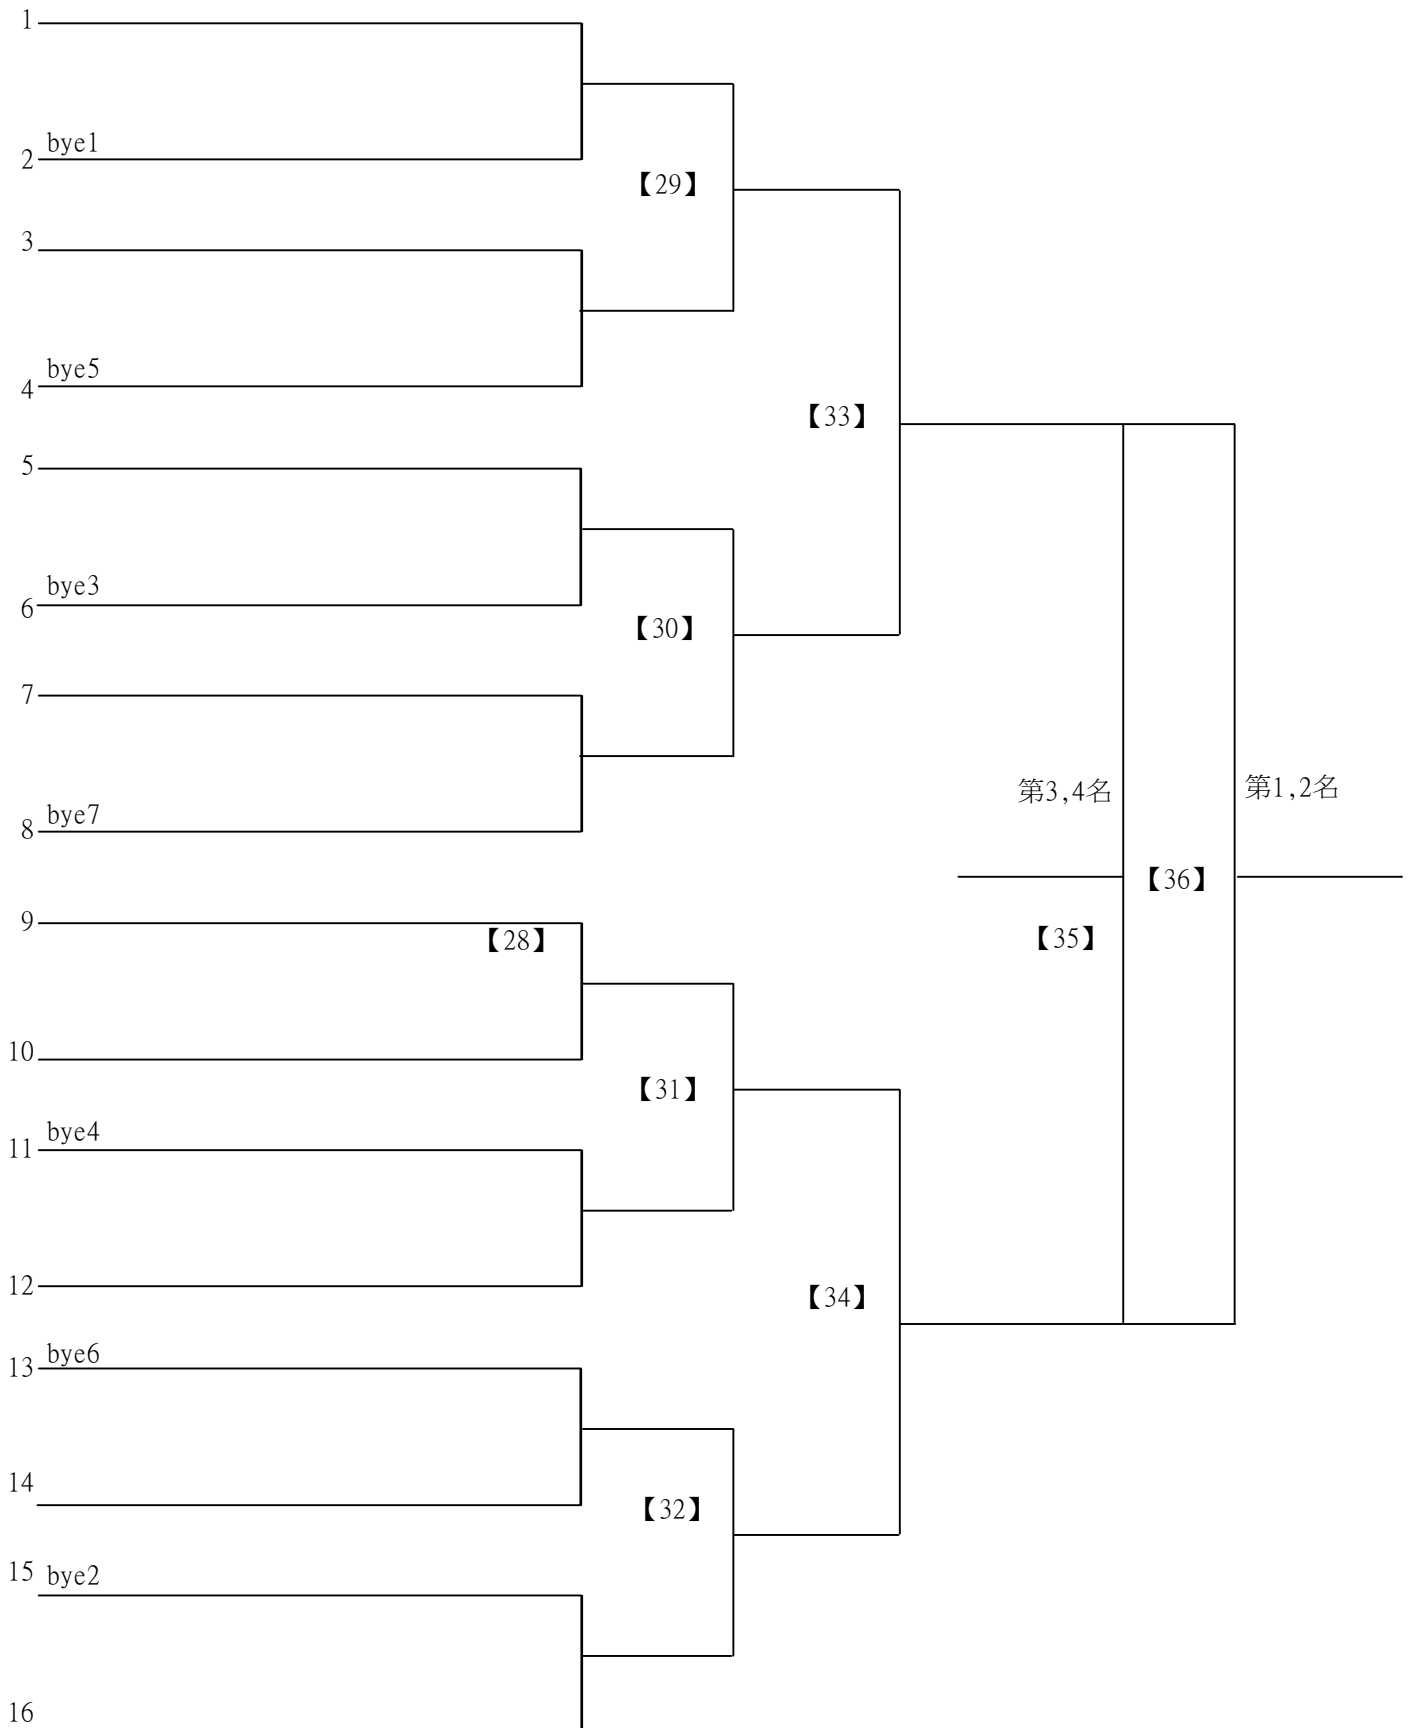 1
2 bye1
【29】
3
4 bye5
【33】
5
6 bye3
【30】
7
第3,4名
第1,2名
8 bye7
【36】
9
【28】
【35】
10
【31】
11 bye4
12
【34】
13 bye6
14
【32】
15 bye2
16